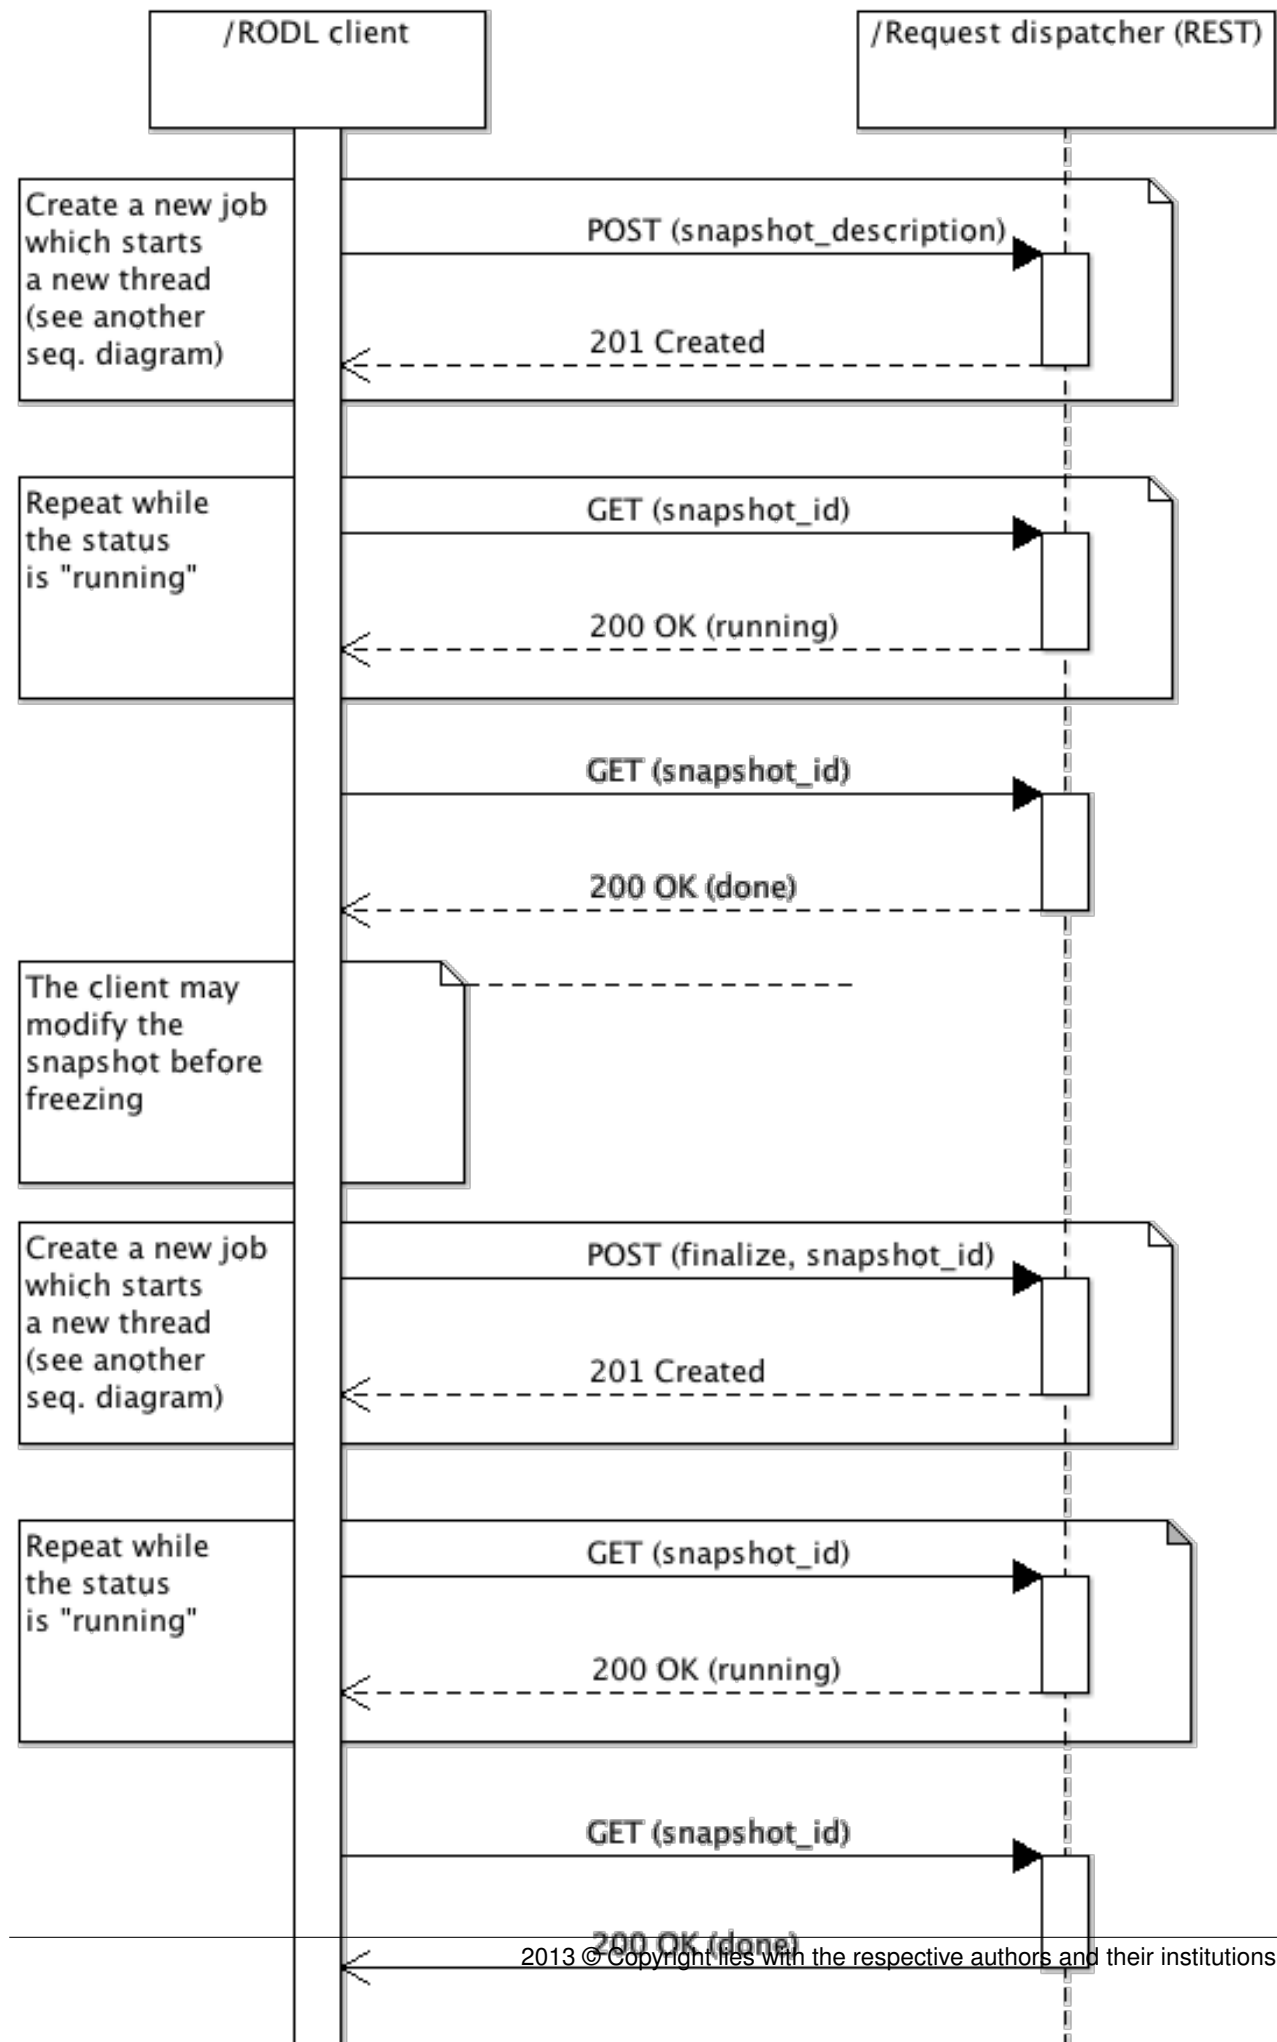 /RODL client
/Request dispatcher (REST)
Create a new job
which starts
a new thread
(see another
seq. diagram)
POST (snapshot_description)
201 Created
Repeat while
the status
is "running"
GET (snapshot_id)
200 OK (running)
GET (snapshot_id)
200 OK (done)
The client may
modify the
snapshot before
freezing
Create a new job
which starts
a new thread
(see another
seq. diagram)
POST (finalize, snapshot_id)
201 Created
Repeat while
the status
is "running"
GET (snapshot_id)
200 OK (running)
GET (snapshot_id)
200 OK (done)
2013 © Copyright lies with the respective authors and their institutions